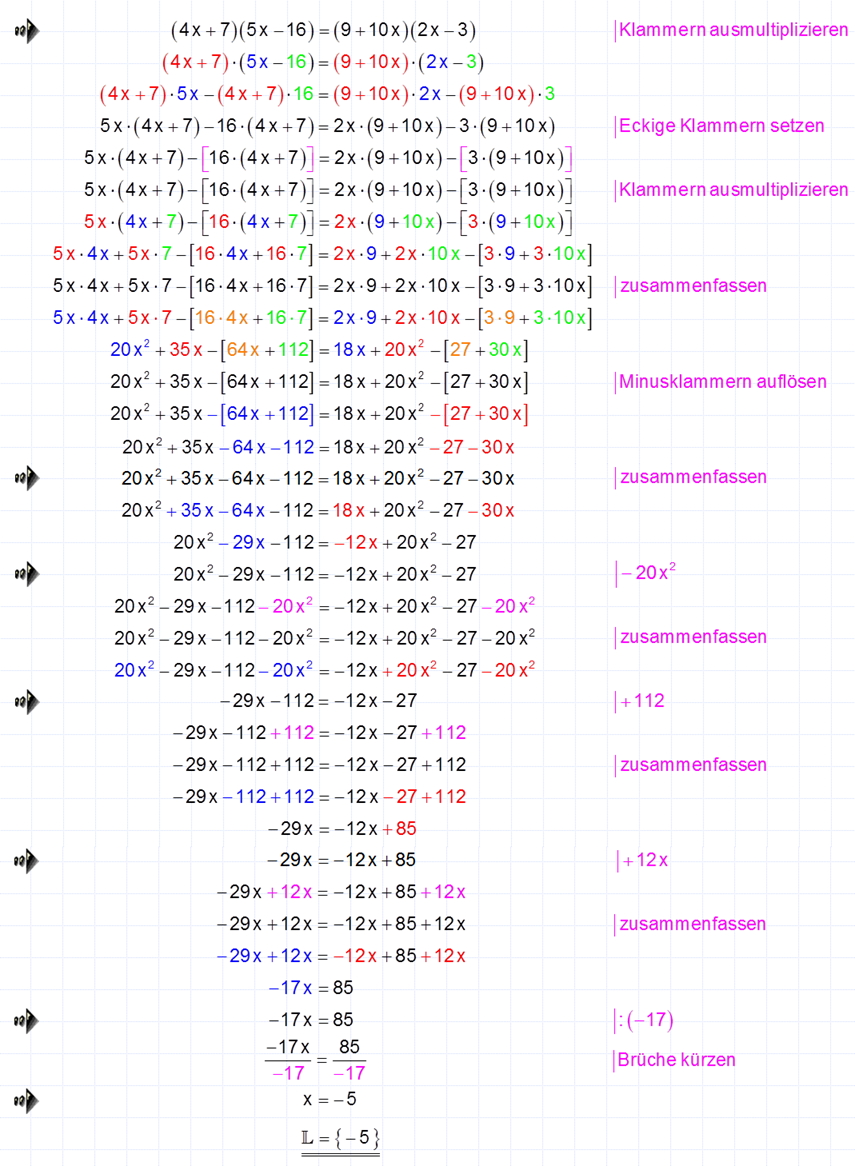 (4x+7)(5x−16)=(9+10x)(2x−3) |Klammern ausmultiplizieren
(4x+7)·(5x−16)=(9+10x)·(2x−3)
(4x+7)·5x−(4x+7)·16=(9+10x)·2x−(9+10x)·3
5x·(4x+7)−16·(4x+7)=2x·(9+10x)−3·(9+10x) |Eckige Klammern setzen
5x·(4x+7)−[16·(4x+7)]=2x·(9+10x)−[3·(9+10x)]
5x·(4x+7)−[16·(4x+7)]=2x·(9+10x)−[3·(9+10x)] |Klammern ausmultiplizieren
5x·(4x+7)−[16·(4x+7)]=2x·(9+10x)−[3·(9+10x)]
5x·4x+5x·7−[16·4x+16·7]=2x·9+2x·10x−[3·9+3·10x]
5x·4x+5x·7−[16·4x+16·7]=2x·9+2x·10x−[3·9+3·10x] |zusammenfassen
5x·4x+5x·7−[16·4x+16·7]=2x·9+2x·10x−[3·9+3·10x]
20x²+35x−[64x+112]=18x+20x²−[27+30x]
20x²+35x−[64x+112]=18x+20x²−[27+30x] |Minusklammern auflösen
20x²+35x−[64x+112]=18x+20x²−[27+30x]
20x²+35x−64x−112=18x+20x²−27−30x
20x²+35x−64x−112=18x+20x²−27−30x |zusammenfassen
20x²+35x−64x−112=18x+20x²−27−30x
20x²−29x−112=−12x+20x²−27
20x²−29x−112=−12x+20x²−27 |−20x²
20x²−29x−112−20x²=−12x+20x²−27−20x²
20x²−29x−112−20x²=−12x+20x²−27−20x² |zusammenfassen
20x²−29x−112−20x²=−12x+20x²−27−20x²
−29x−112=−12x−27 |+112
−29x−112+112=−12x−27+112
−29x−112+112=−12x−27+112 |zusammenfassen
−29x−112+112=−12x−27+112
−29x=−12x+85
−29x=−12x+85 |+12x
−29x+12x=−12x+85+12x
−29x+12x=−12x+85+12x |zusammenfassen
−29x+12x=−12x+85+12x
−17x=85
−17x=85 |:(−17)
−17x/−17=85/−17 |Brüche kürzen
x=−5
𝕃={−5}